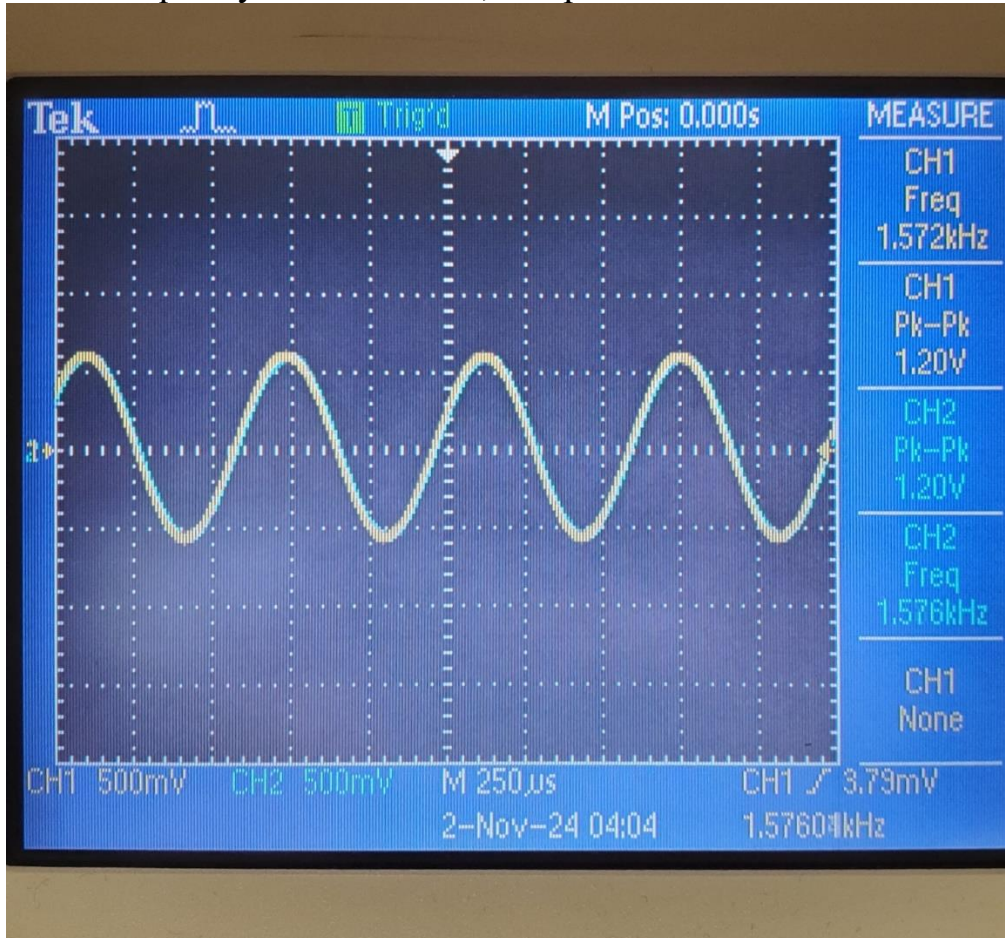 Tek Trig'd M Pos: 0.000s MEASURE
CH1
Freq
1.572kHz
CH1
Pk-Pk
1.20V
2
CH2
Pk-Pk
1.20V
CH2
Freq
1.576kHz
CH1
None
CH1 500mV CH2 500mV M 250µs CH1 3.79mV
2-Nov-24 04:04